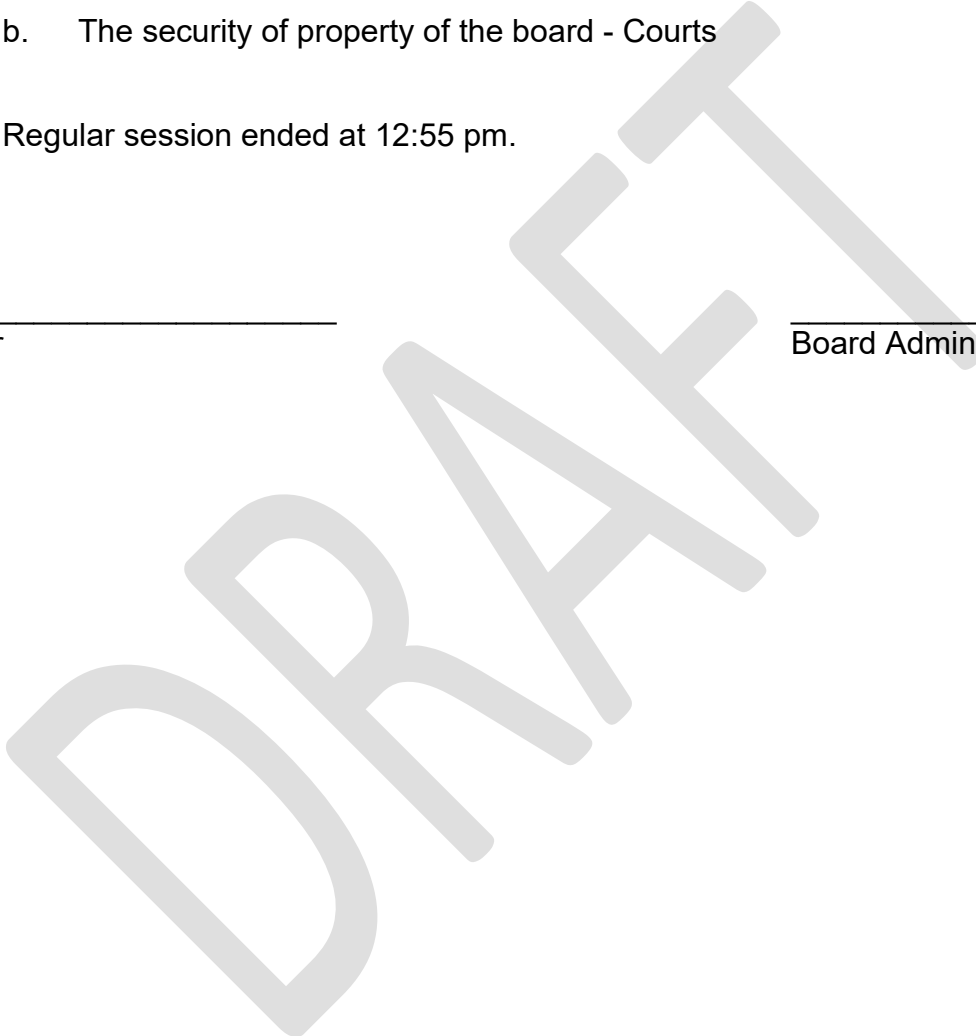 b. The security of property of the board - Courts
Regular session ended at 12:55 pm.
Board Admin
DRAFT